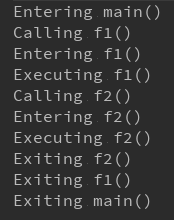 Entering main()
Calling f1()
Entering f1()
Executing f1()
Calling f2()
Entering f2()
Executing f2()
Exiting f2()
Exiting f1()
Exiting main()